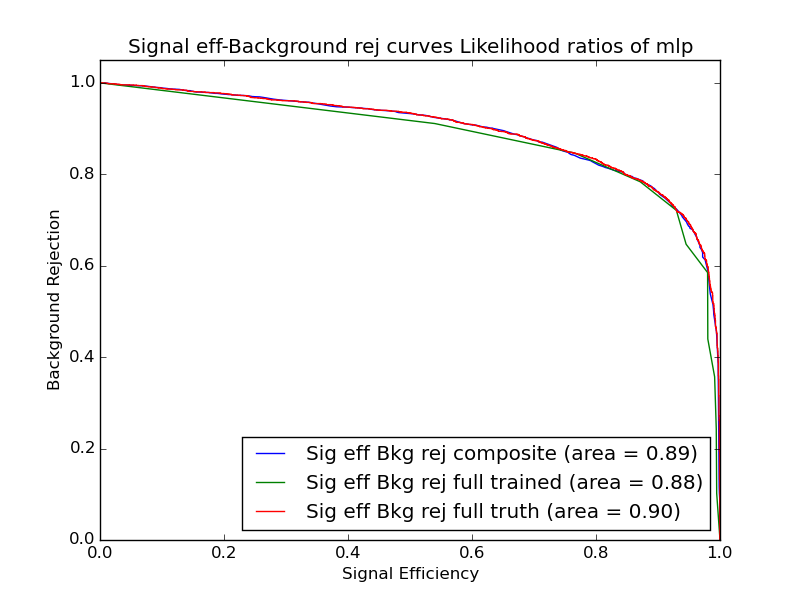 Signal eff-Background rej curves Likelihood ratios of mlp
1.0
0.8
0.6
0.4
0.2
0.0
Background Rejection
Sig eff Bkg rej composite (area = 0.89)
Sig eff Bkg rej full trained (area = 0.88)
Sig eff Bkg rej full truth (area = 0.90)
0.0 0.2 0.4 0.6 0.8 1.0
Signal Efficiency